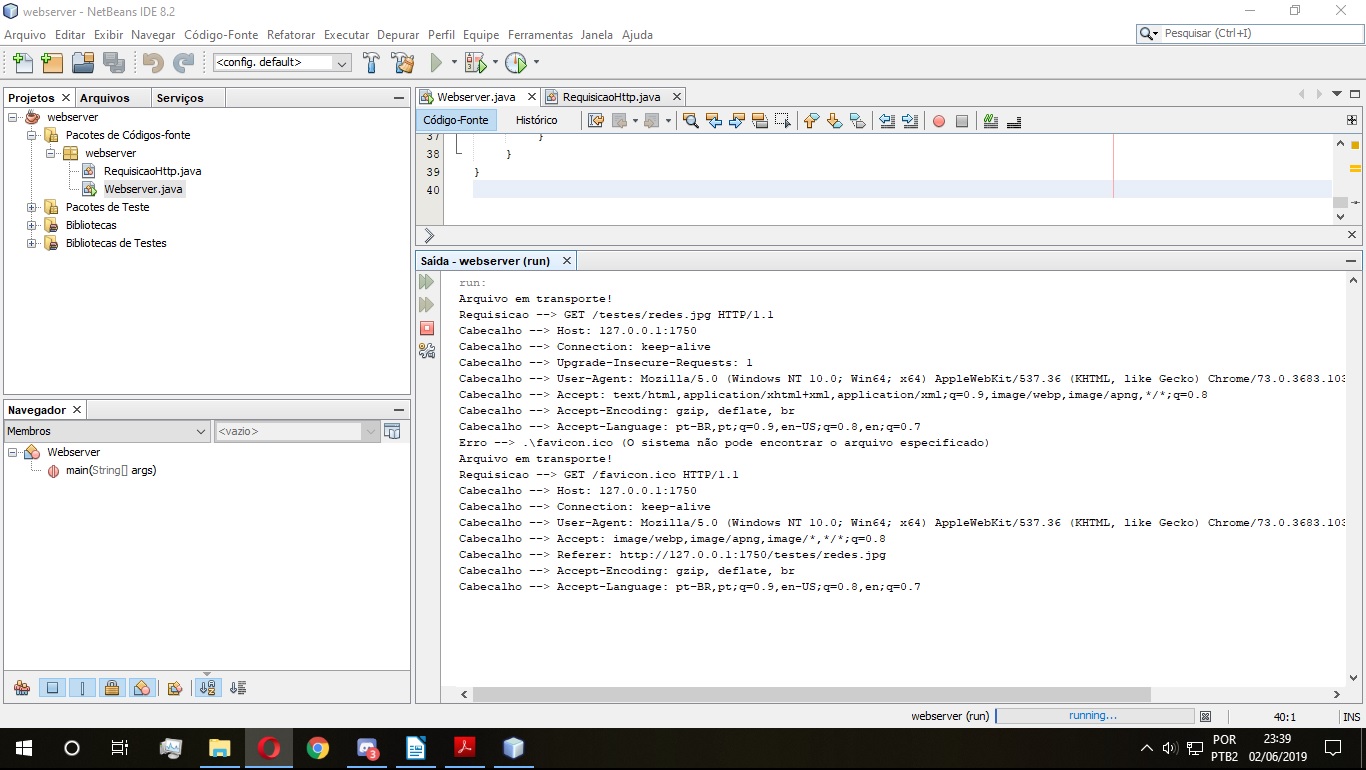 webserver - NetBeans IDE 8.2
Arquivo Editar Exibir Navegar Código-Fonte Refatorar Executar Depurar Perfil Equipe Ferramentas Janela Ajuda
Pesquisar (Ctrl+I)
<config. default>
Projetos Arquivos Serviços
webserver
Pacotes de Códigos-fonte
webserver
RequisicaoHttp.java
Webserver.java
Pacotes de Teste
Bibliotecas
Bibliotecas de Testes
Navegador
Membros <vazio>
Webserver
main(String[] args)
Webserver.java RequisicaoHttp.java
Código-Fonte Histórico
37 }
38 }
39 }
40
Saída - webserver (run)
run:
Arquivo em transporte!
Requisicao --> GET /testes/redes.jpg HTTP/1.1
Cabecalho --> Host: 127.0.0.1:1750
Cabecalho --> Connection: keep-alive
Cabecalho --> Upgrade-Insecure-Requests: 1
Cabecalho --> User-Agent: Mozilla/5.0 (Windows NT 10.0; Win64; x64) AppleWebKit/537.36 (KHTML, like Gecko) Chrome/73.0.3683.103
Cabecalho --> Accept: text/html,application/xhtml+xml,application/xml;q=0.9,image/webp,image/apng,*/*;q=0.8
Cabecalho --> Accept-Encoding: gzip, deflate, br
Cabecalho --> Accept-Language: pt-BR,pt;q=0.9,en-US;q=0.8,en;q=0.7
Erro --> .\favicon.ico (O sistema não pode encontrar o arquivo especificado)
Arquivo em transporte!
Requisicao --> GET /favicon.ico HTTP/1.1
Cabecalho --> Host: 127.0.0.1:1750
Cabecalho --> Connection: keep-alive
Cabecalho --> User-Agent: Mozilla/5.0 (Windows NT 10.0; Win64; x64) AppleWebKit/537.36 (KHTML, like Gecko) Chrome/73.0.3683.103
Cabecalho --> Accept: image/webp,image/apng,image/*,*/*;q=0.8
Cabecalho --> Referer: http://127.0.0.1:1750/testes/redes.jpg
Cabecalho --> Accept-Encoding: gzip, deflate, br
Cabecalho --> Accept-Language: pt-BR,pt;q=0.9,en-US;q=0.8,en;q=0.7
webserver (run) running... 40:1 INS
3
POR
PTB2
23:39
02/06/2019